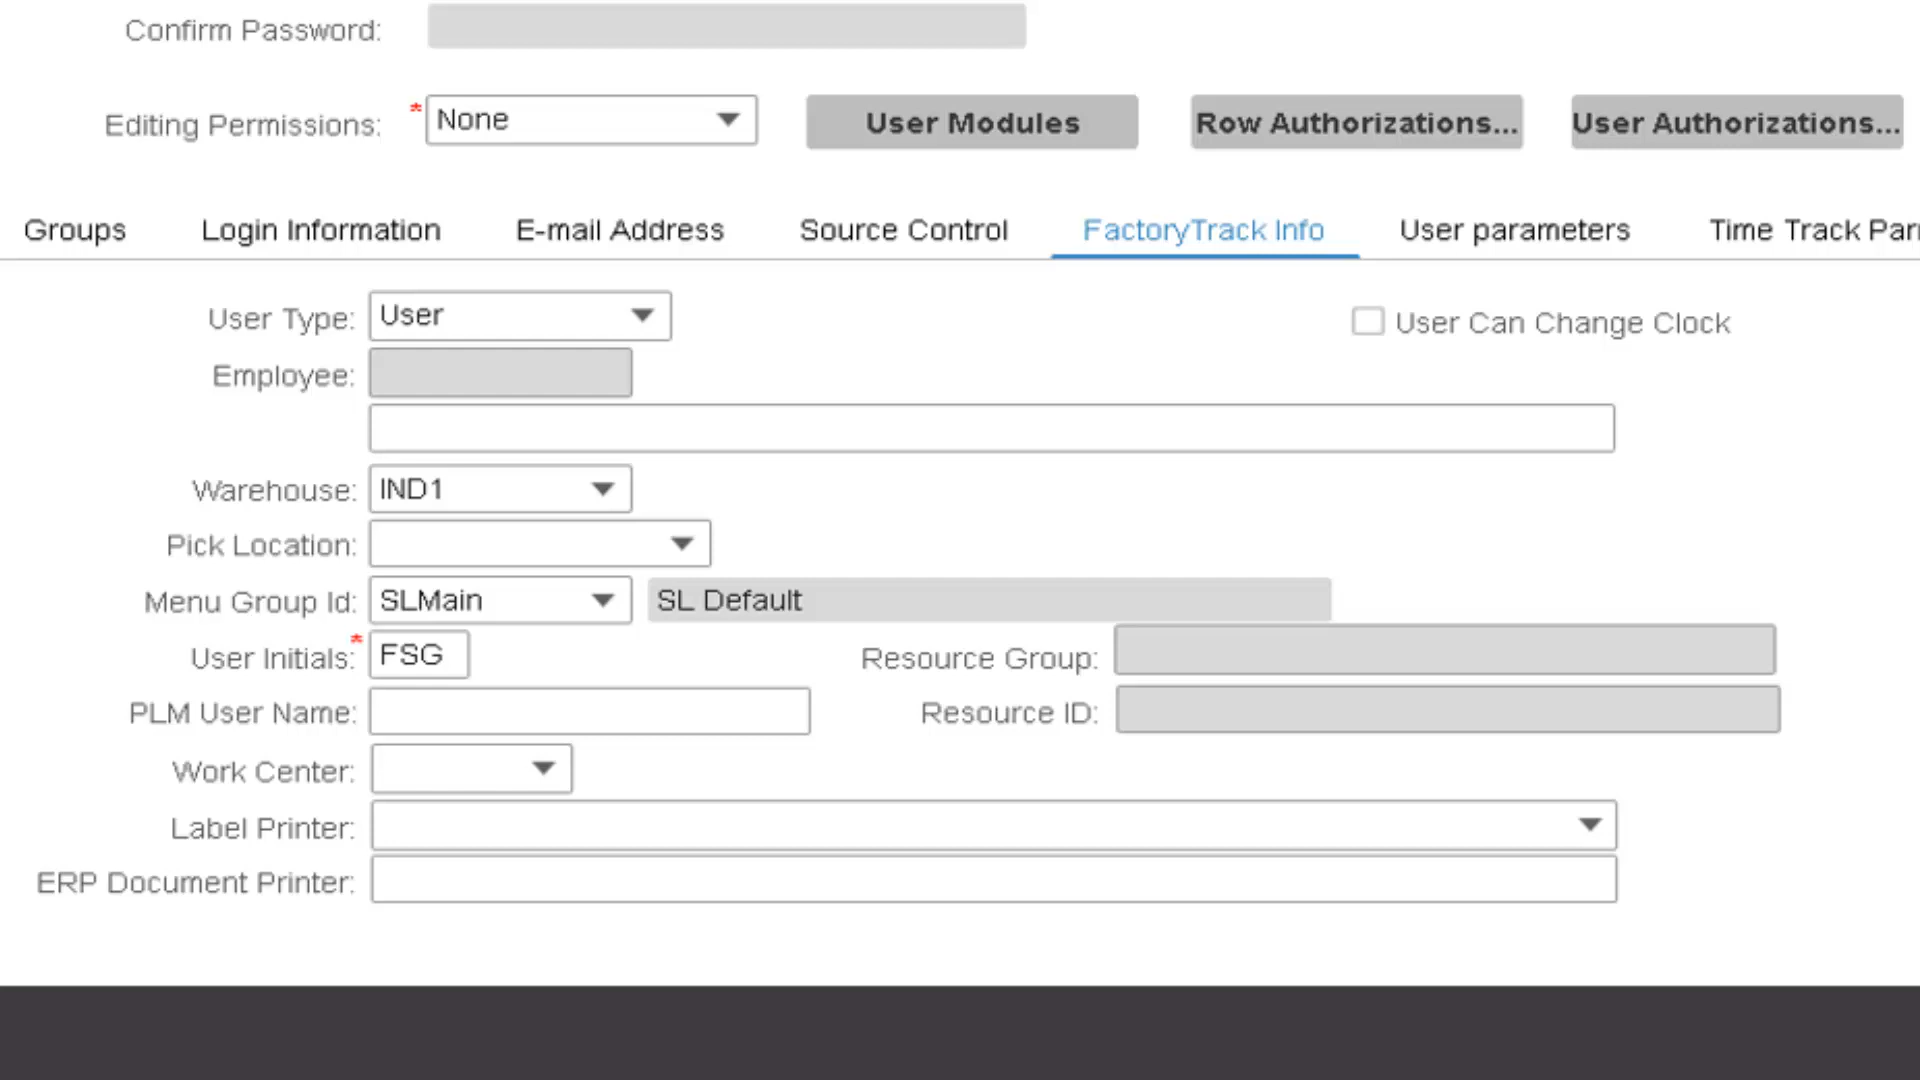 Confirm Password:
Editing Permissions: * None User Modules Row Authorizations... User Authorizations...
Groups Login Information E-mail Address Source Control FactoryTrack Info User parameters Time Track Par
User Type: User User Can Change Clock
Employee:
Warehouse: IND1
Pick Location:
Menu Group Id: SLMain SL Default
User Initials: * FSG Resource Group:
PLM User Name: Resource ID:
Work Center:
Label Printer:
ERP Document Printer: